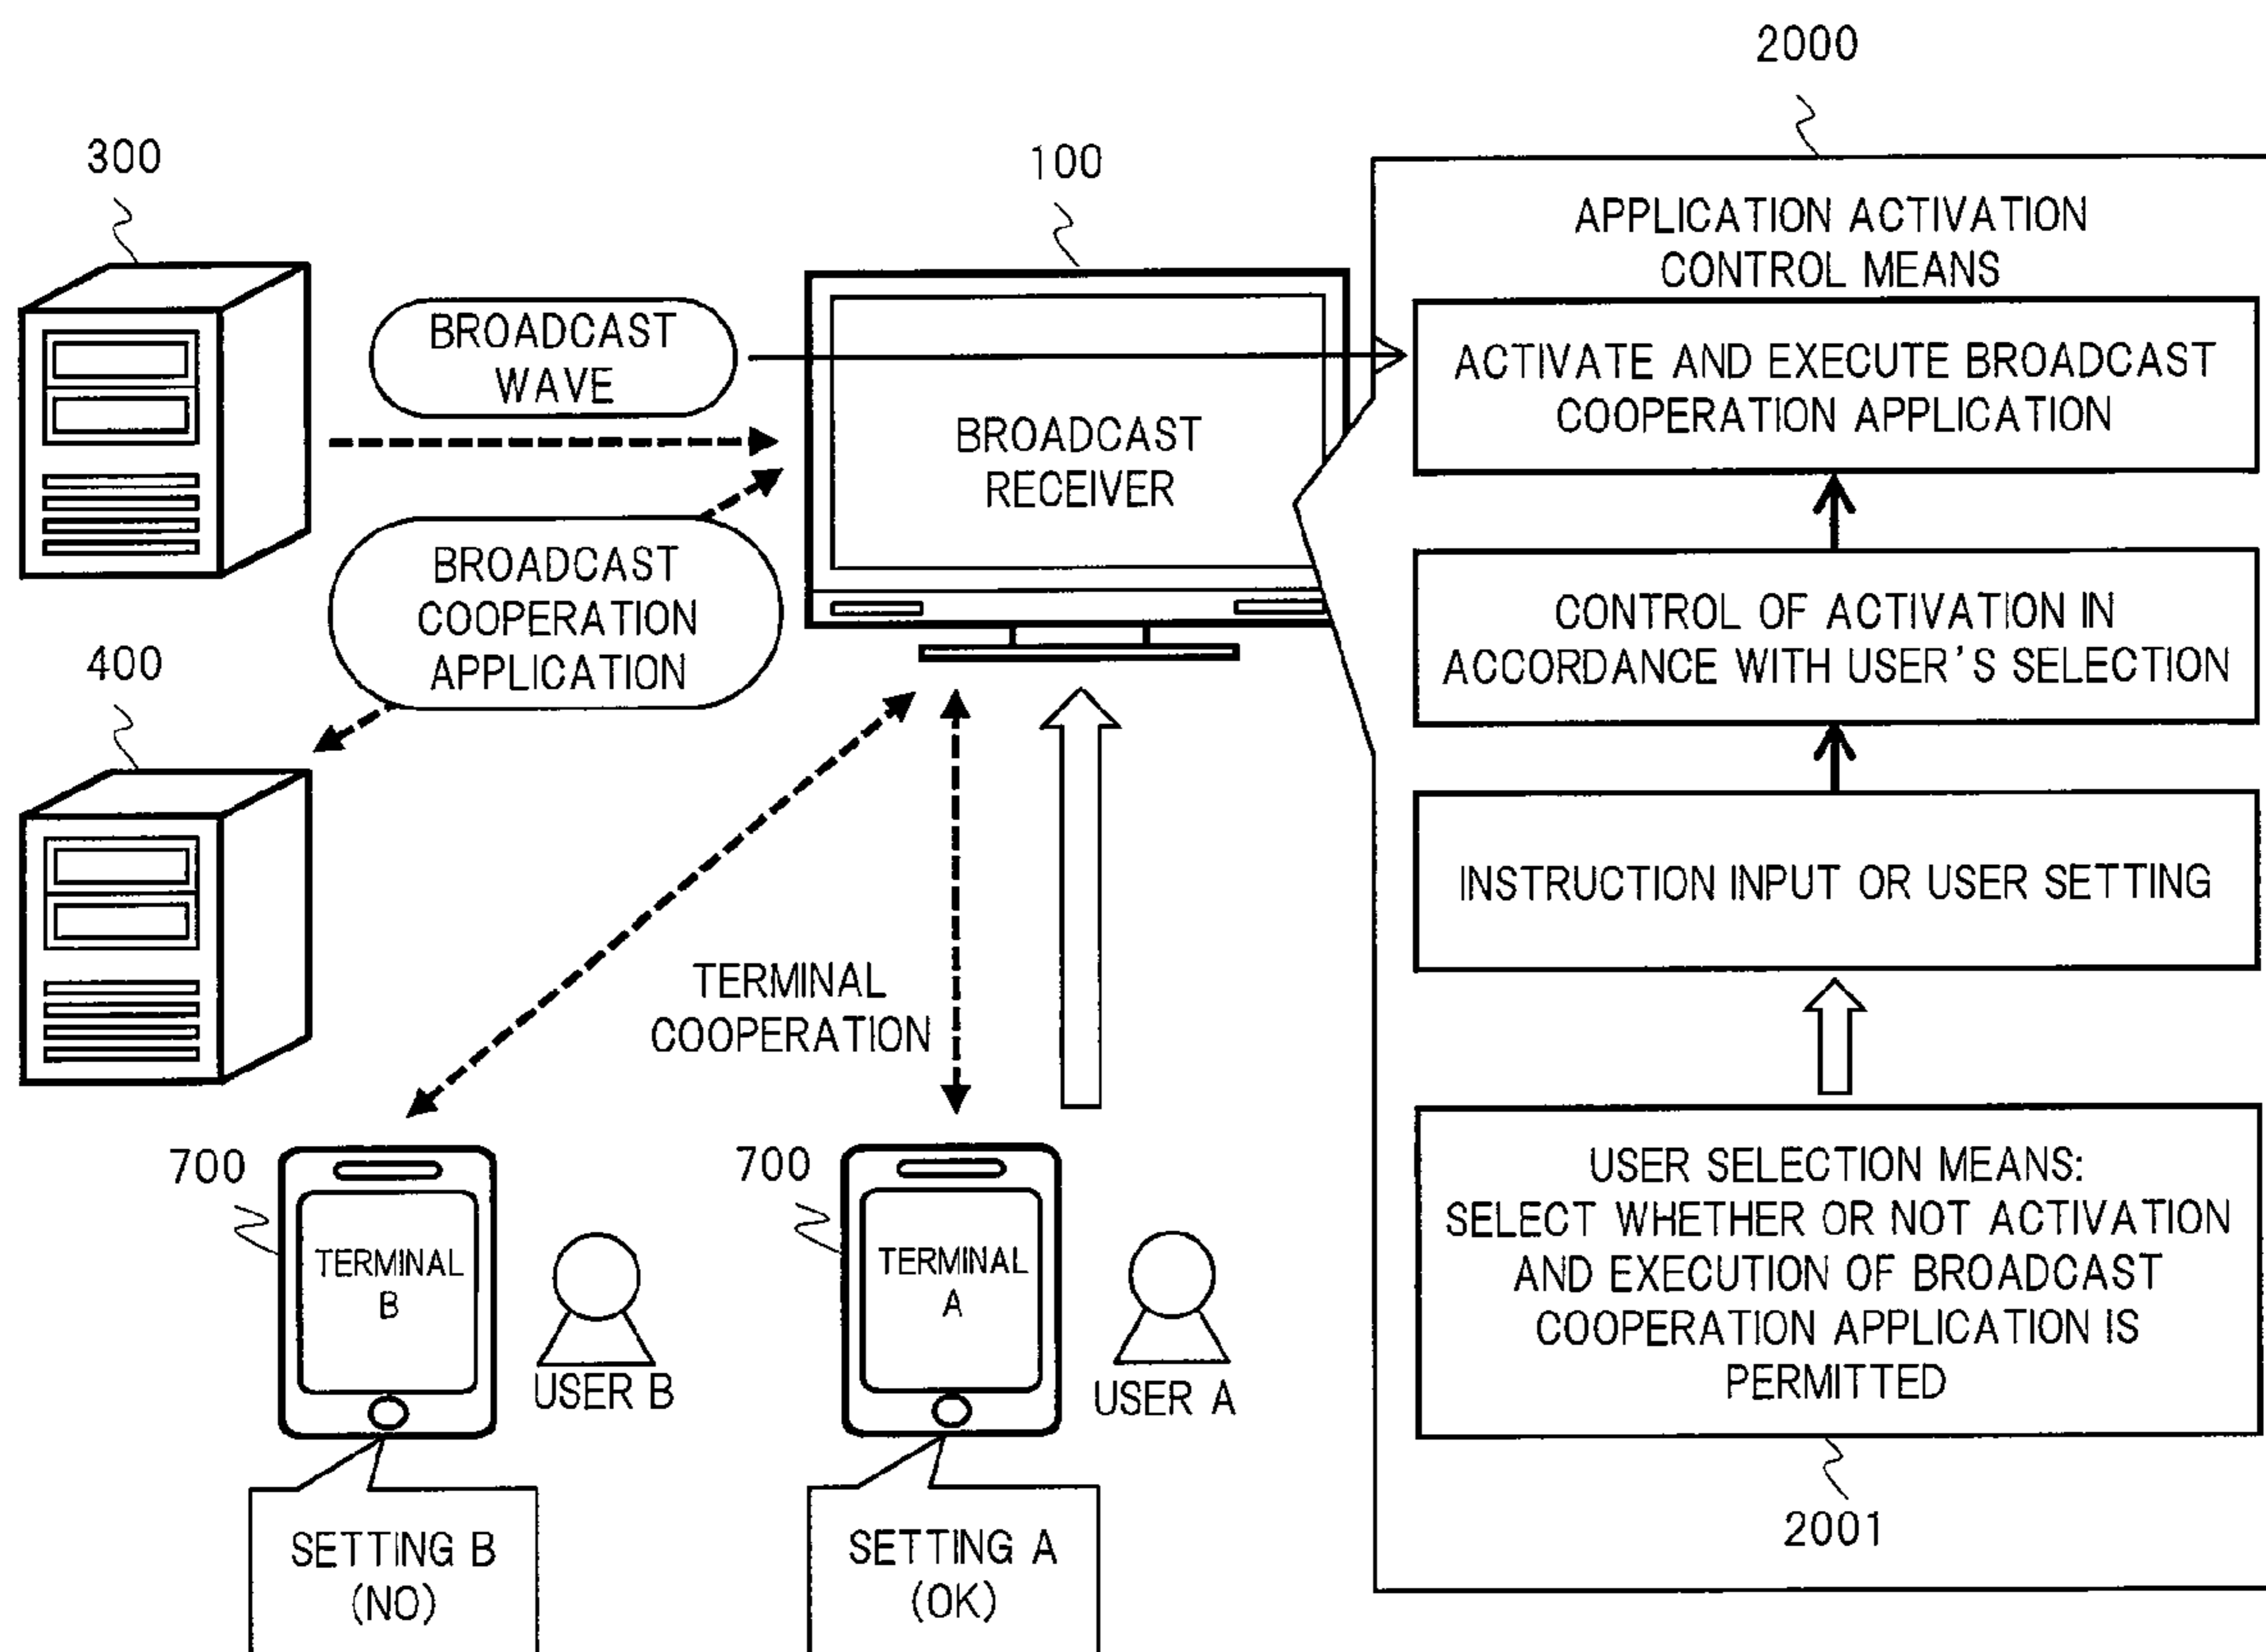 2000
300
100
APPLICATION ACTIVATION
CONTROL MEANS
BROADCAST
WAVE
ACTIVATE AND EXECUTE BROADCAST
COOPERATION APPLICATION
BROADCAST
RECEIVER
BROADCAST
COOPERATION
APPLICATION
CONTROL OF ACTIVATION IN
ACCORDANCE WITH USER'S SELECTION
400
INSTRUCTION INPUT OR USER SETTING
TERMINAL
COOPERATION
700
TERMINAL
B
USER B
700
TERMINAL
A
USER A
USER SELECTION MEANS:
SELECT WHETHER OR NOT ACTIVATION
AND EXECUTION OF BROADCAST
COOPERATION APPLICATION IS
PERMITTED
2001
SETTING B
(NO)
SETTING A
(OK)